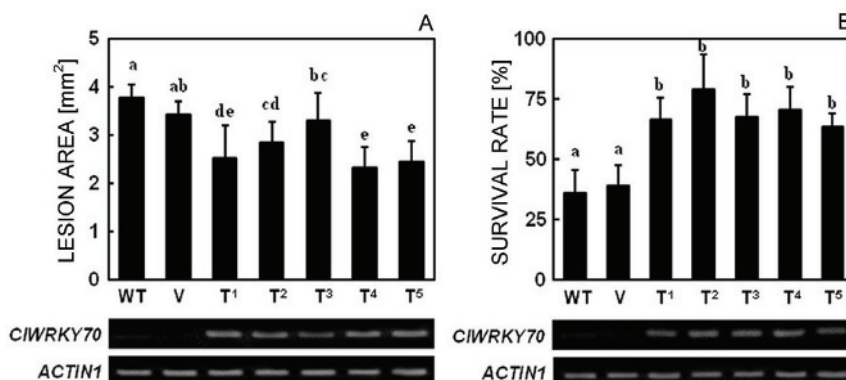 A
LESION AREA [mm²]
5
4
3
2
1
0
a
ab
de
cd
bc
e
e
WT V T¹ T² T³ T⁴ T⁵
ClWRKY70
ACTIN1
B
SURVIVAL RATE [%]
100
75
50
25
0
a
a
b
b
b
b
b
WT V T¹ T² T³ T⁴ T⁵
ClWRKY70
ACTIN1